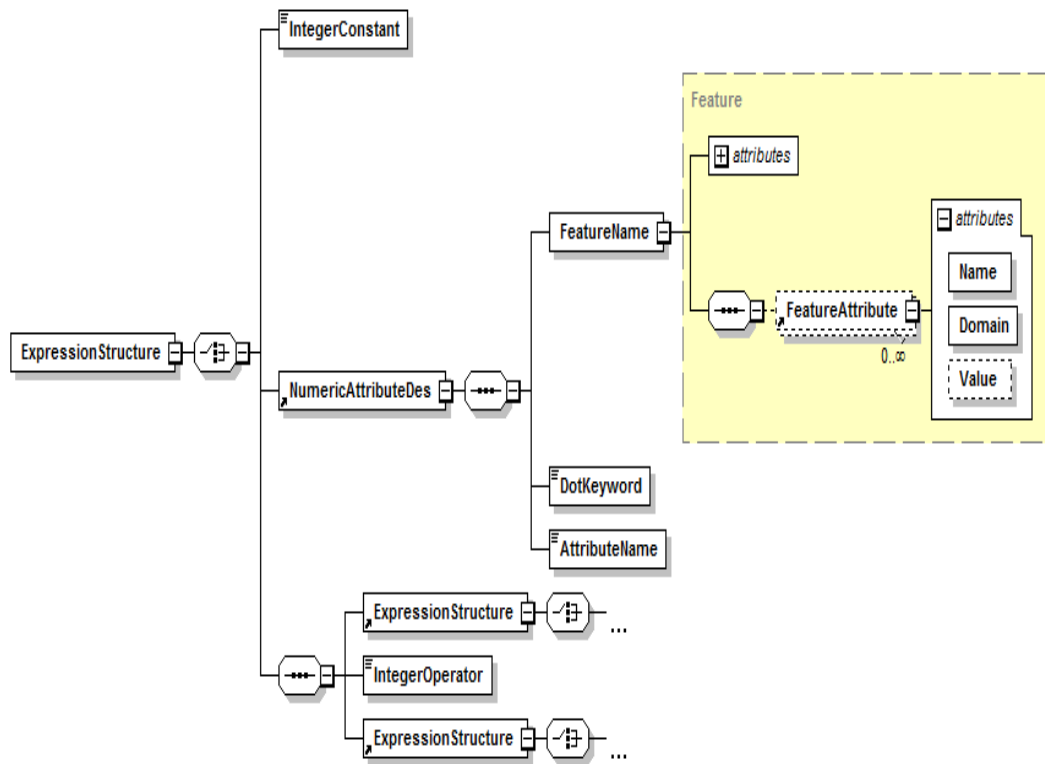 IntegerConstant
Feature
attributes
FeatureName
attributes
Name
FeatureAttribute
Domain
0..∞
ExpressionStructure
Value
NumericAttributeDes
DotKeyword
AttributeName
ExpressionStructure
...
IntegerOperator
ExpressionStructure
...